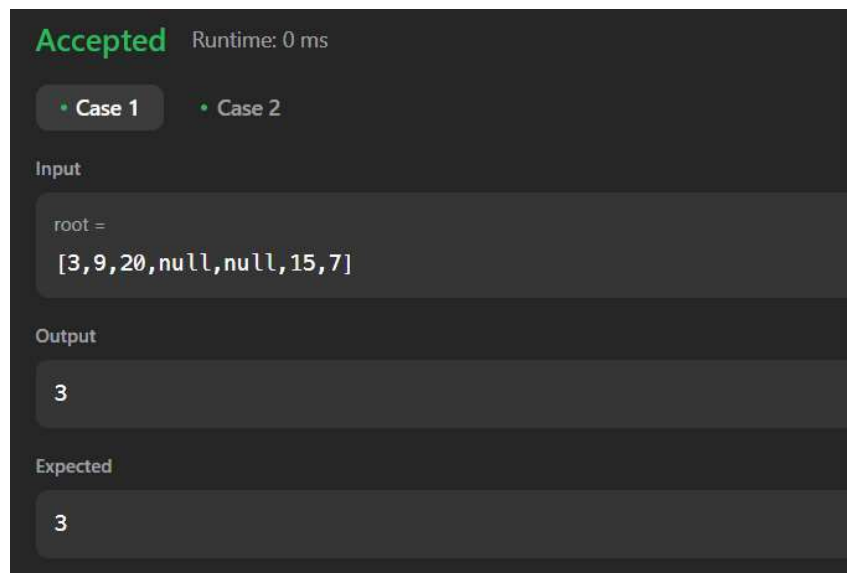 Accepted Runtime: 0 ms
Case 1 Case 2
Input
root =
[3,9,20,null,null,15,7]
Output
3
Expected
3